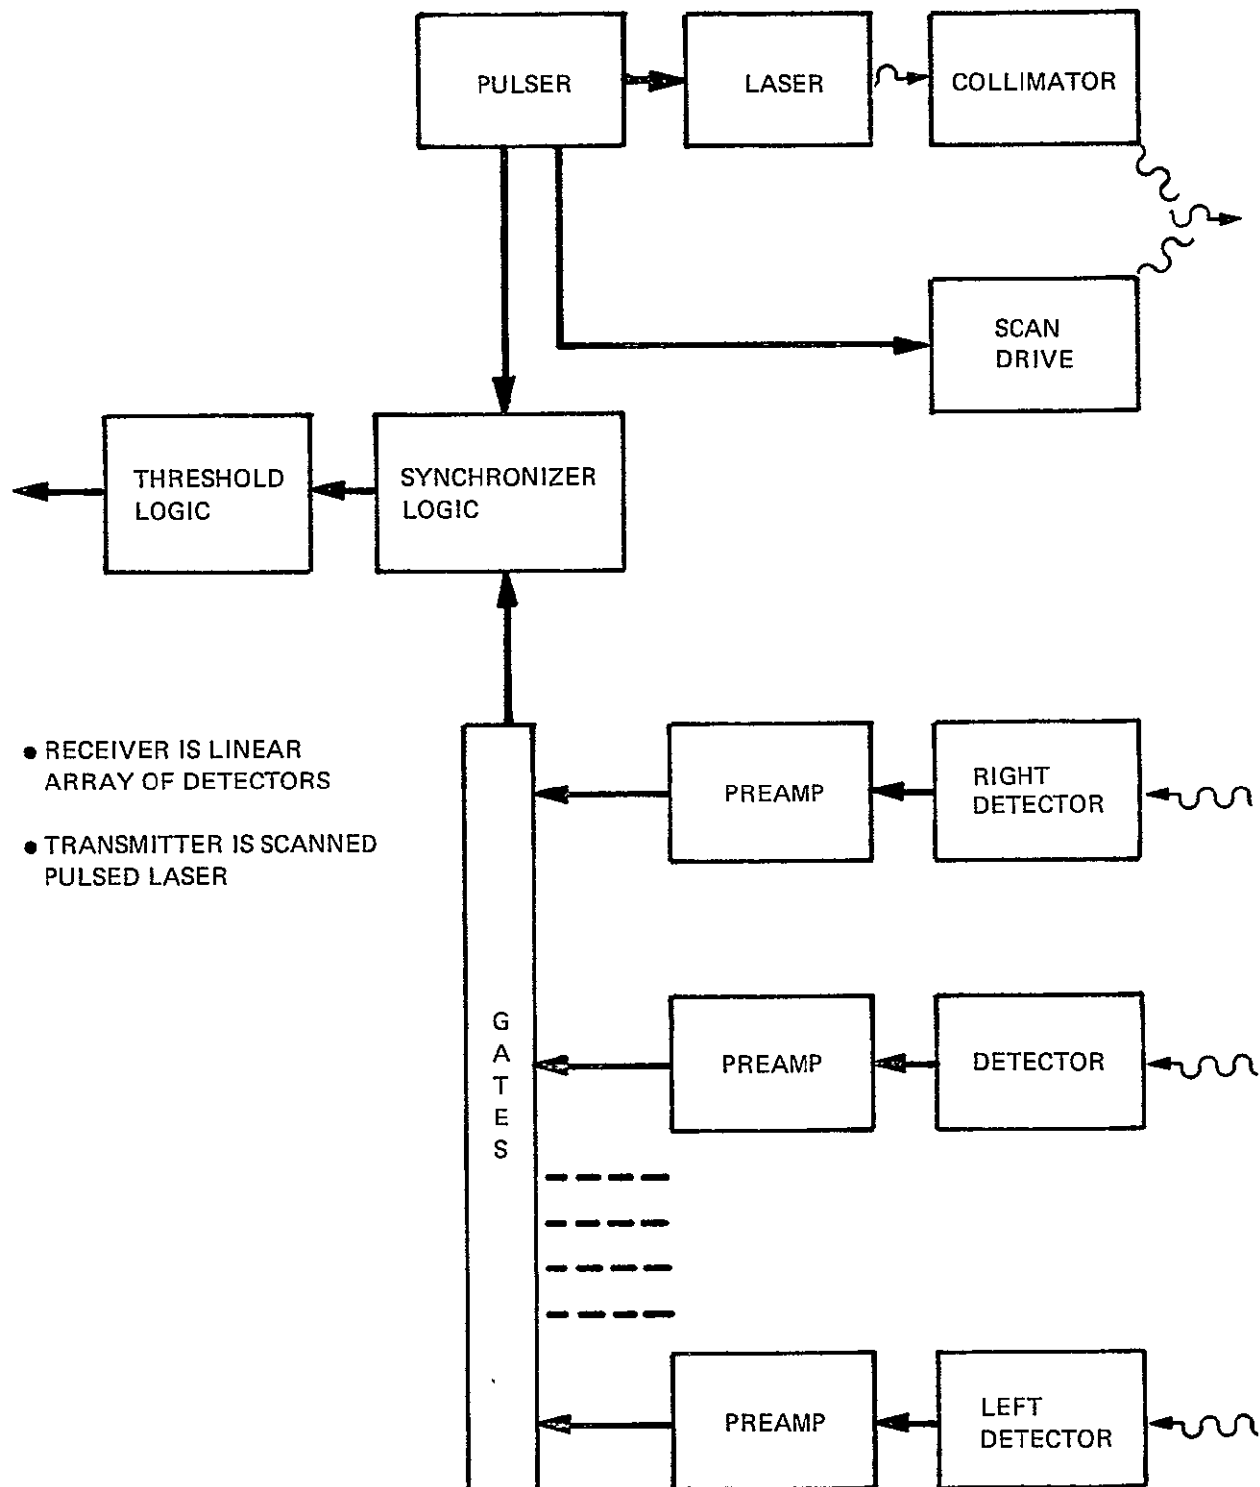 PULSER
LASER
COLLIMATOR
SCAN
DRIVE
THRESHOLD
LOGIC
SYNCHRONIZER
LOGIC
• RECEIVER IS LINEAR
ARRAY OF DETECTORS
• TRANSMITTER IS SCANNED
PULSED LASER
GATES
PREAMP
RIGHT
DETECTOR
PREAMP
DETECTOR
PREAMP
LEFT
DETECTOR